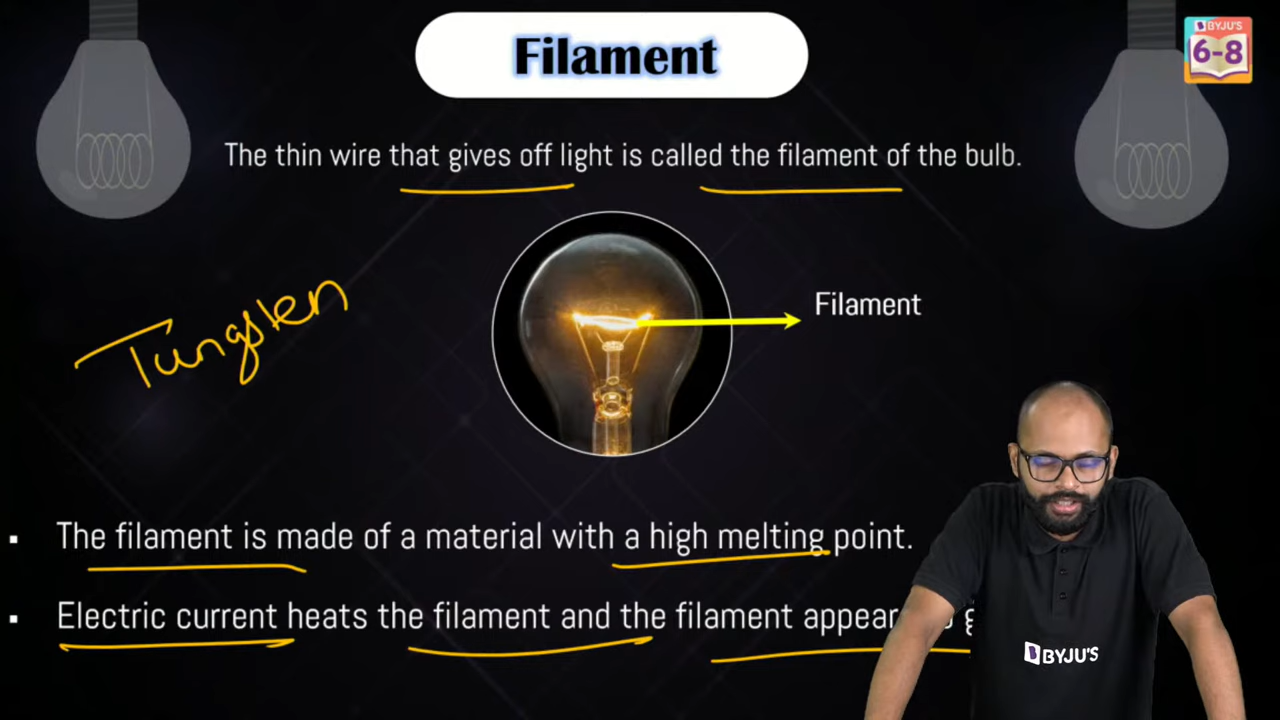 Filament
BYJU'S
6-8
The thin wire that gives off light is called the filament of the bulb.
Filament
Tungsten
▪ The filament is made of a material with a high melting point.
▪ Electric current heats the filament and the filament
BYJU'S